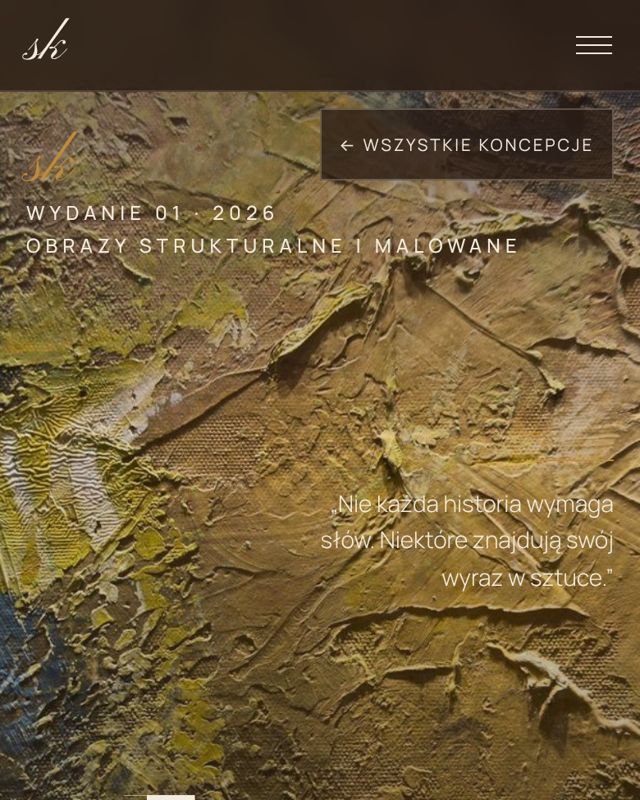 sk
← WSZYSTKIE KONCEPCJE
sk
WYDANIE 01 · 2026
OBRAZY STRUKTURALNE I MALOWANE
„Nie każda historia wymaga
słów. Niektóre znajdują swój
wyraz w sztuce.”